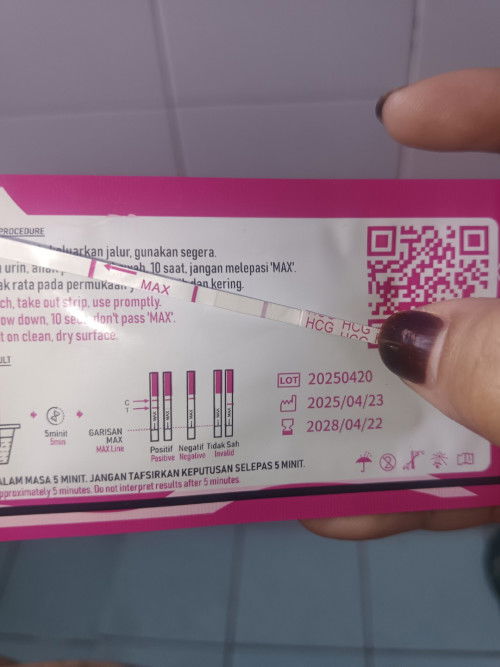 PROCEDURE
keluarkan jalur, gunakan segera.
urin, 10 saat, jangan melepasi 'MAX'.
rata pada permukaan dan kering.
take out strip, use promptly.
down, 10 don't pass 'MAX'.
on clean, dry surface.
MAX
HCG HCG
HCG HCG
LOT 20250420
2025/04/23
2028/04/22
C
T
MAX MAX MAX MAX MAX
5minit
5min
GARISAN
MAX
MAX Line
Positif Negatif Tidak Sah
Positive Negative Invalid
DALAM MASA 5 MINIT. JANGAN TAFSIRKAN KEPUTUSAN SELEPAS 5 MINIT.
approximately 5 minutes. Do not interpret results after 5 minutes.